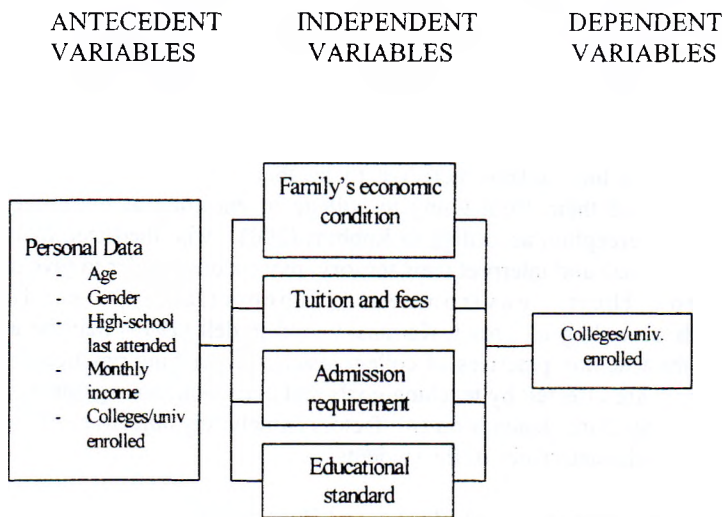 ANTECEDENT
VARIABLES
INDEPENDENT
VARIABLES
DEPENDENT
VARIABLES
Personal Data
- Age
- Gender
- High-school
last attended
- Monthly
income
- Colleges/univ
enrolled
Family's economic
condition
Tuition and fees
Admission
requirement
Educational
standard
Colleges/univ.
enrolled